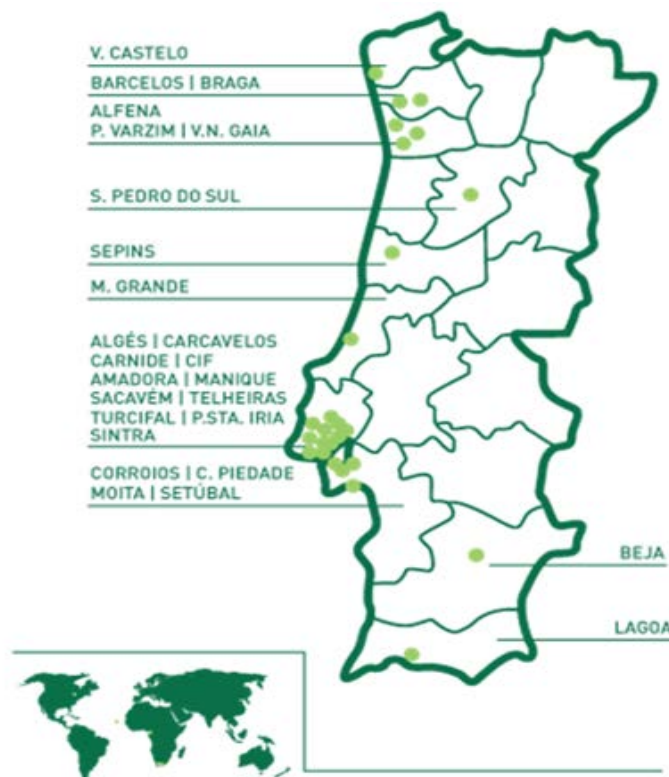 V. CASTELO
BARCELOS | BRAGA
ALFENA
P. VARZIM | V.N. GAIA
S. PEDRO DO SUL
SEPINS
M. GRANDE
ALGÉS | CARCAVELOS
CARNIDE | CIF
AMADORA | MANIQUE
SACAVÉM | TELHEIRAS
TURCIFAL | P.STA. IRIA
SINTRA
CORROIOS | C. PIEDADE
MOITA | SETÚBAL
BEJA
LAGOA